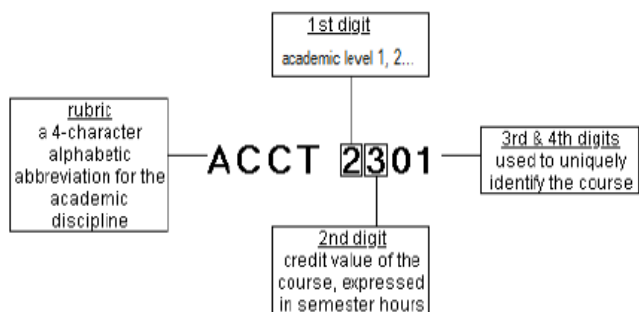 1st digit
academic level 1, 2...
rubric
a 4-character
alphabetic
abbreviation for the
academic
discipline
ACCT 2301
3rd & 4th digits
used to uniquely
identify the course
2nd digit
credit value of the
course, expressed
in semester hours